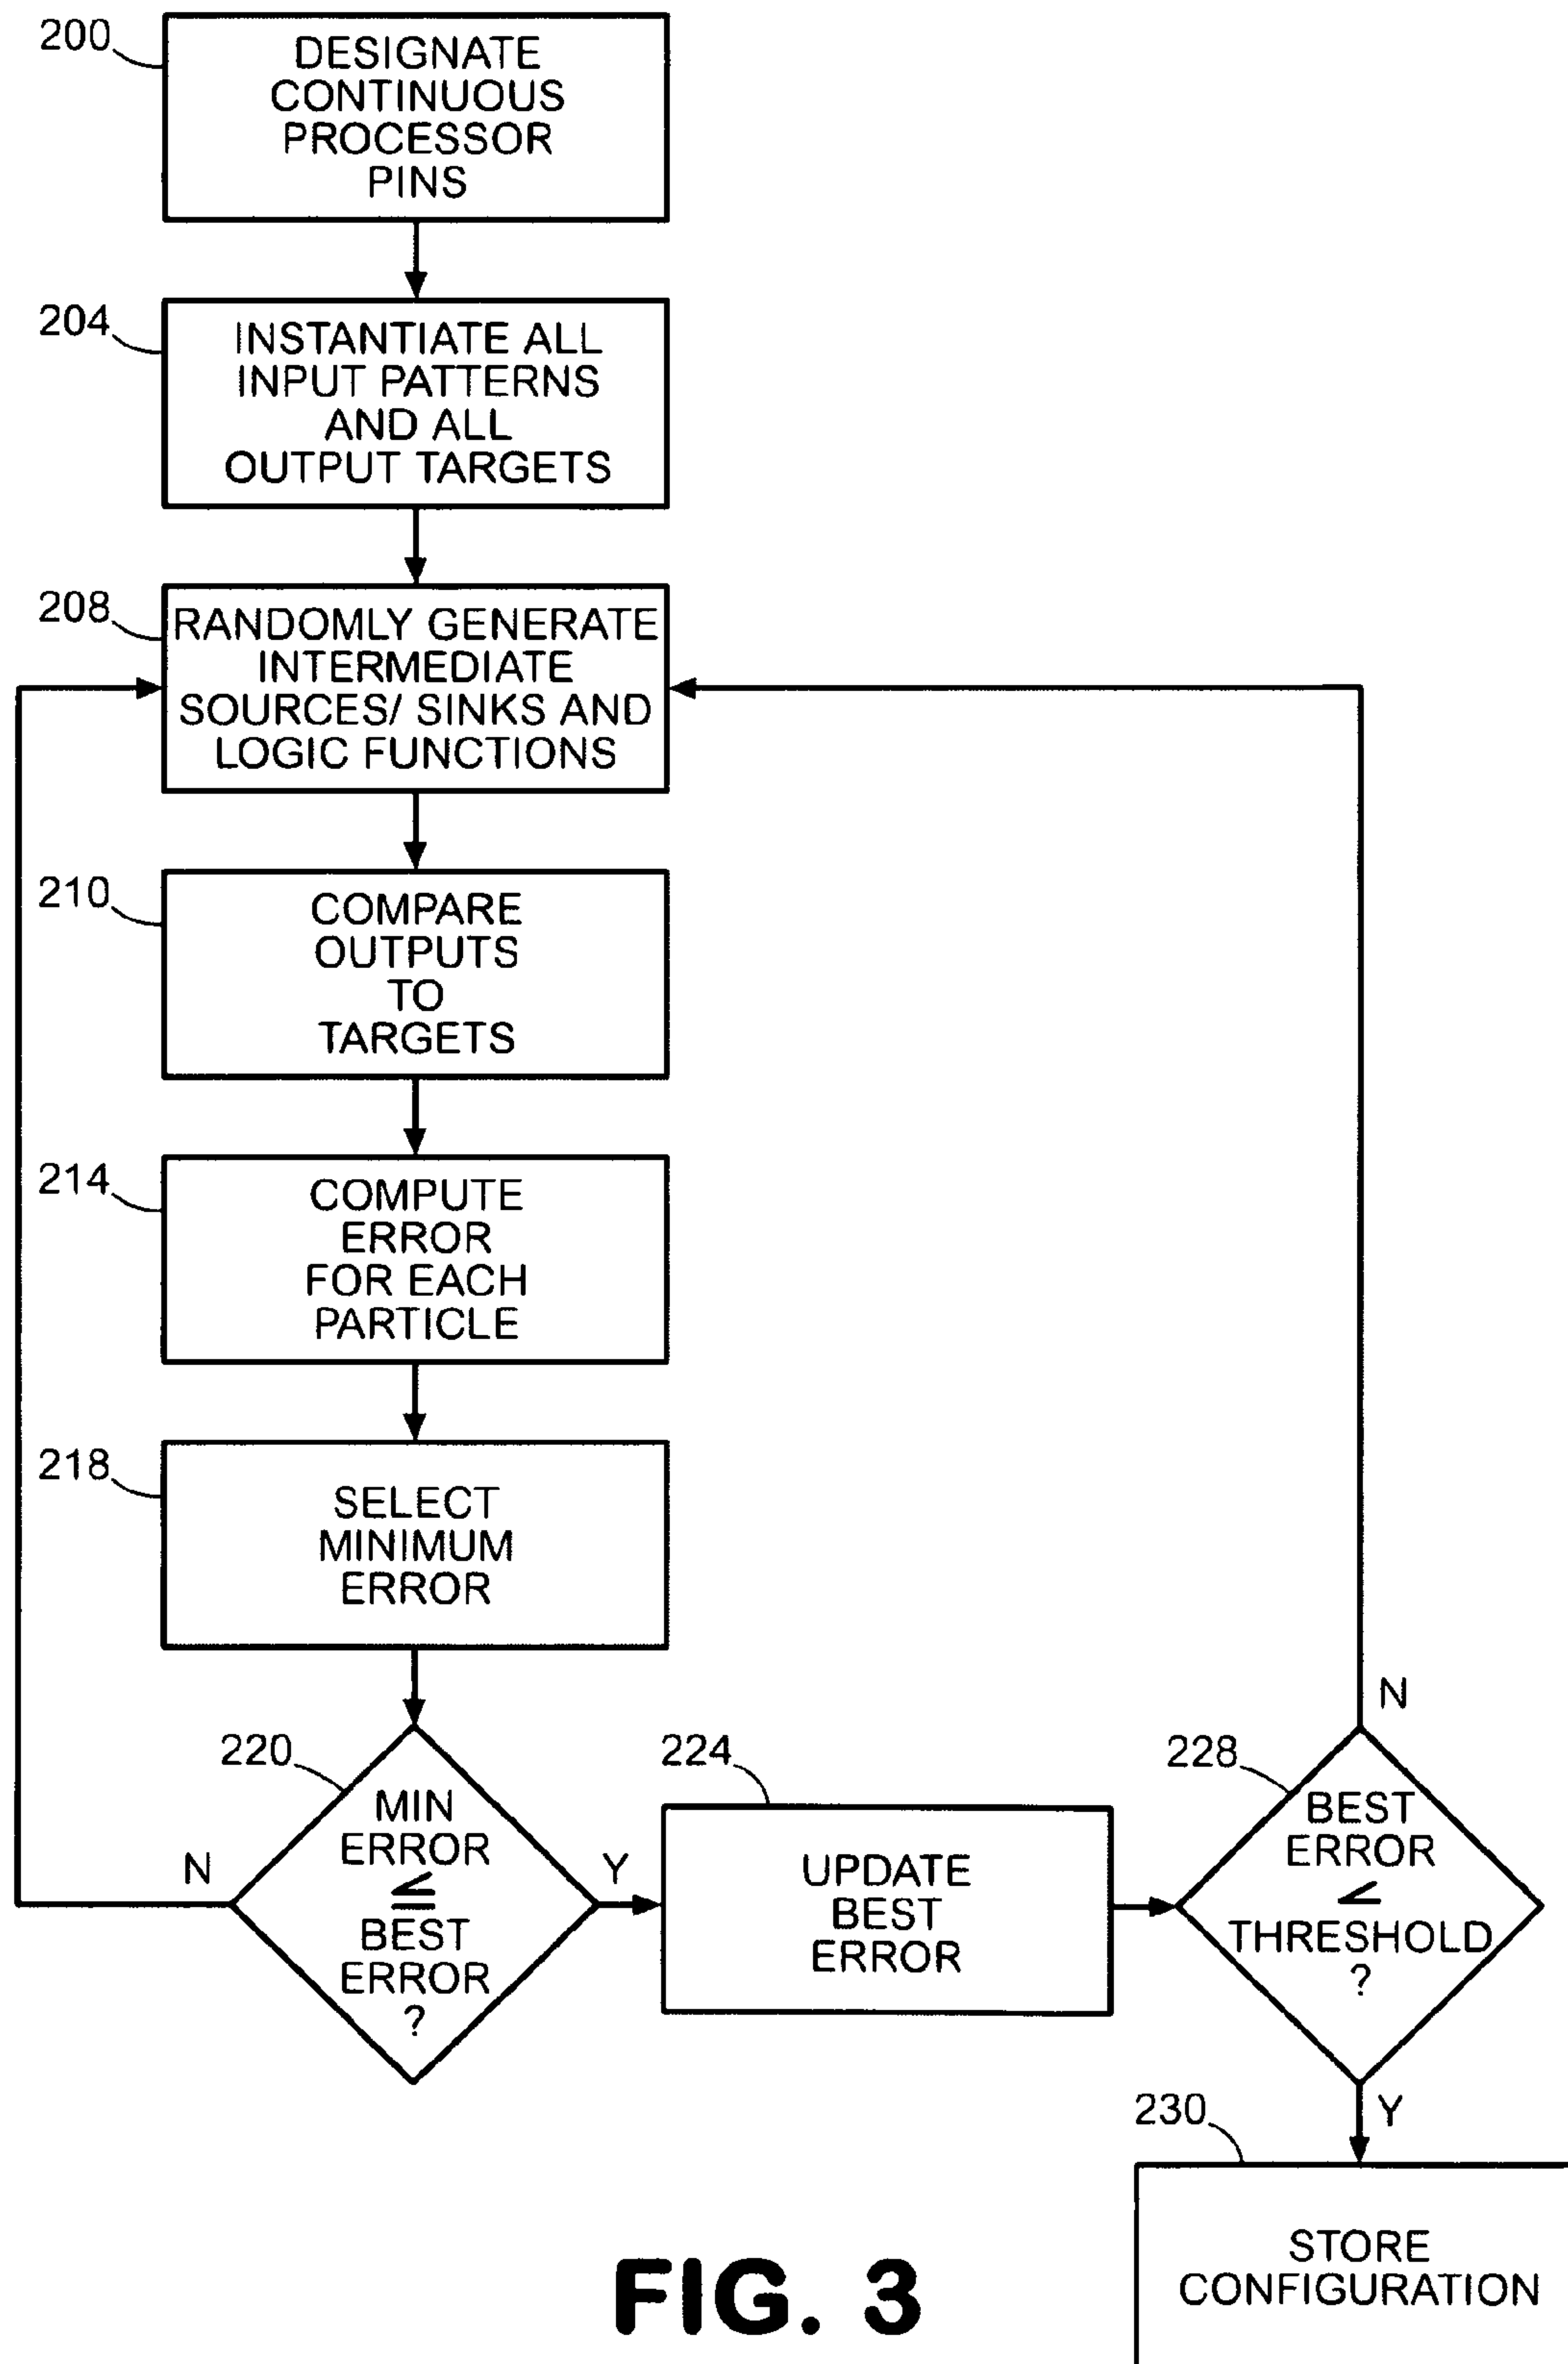 200
DESIGNATE
CONTINUOUS
PROCESSOR
PINS
204
INSTANTIATE ALL
INPUT PATTERNS
AND ALL
OUTPUT TARGETS
208
RANDOMLY GENERATE
INTERMEDIATE
SOURCES/ SINKS AND
LOGIC FUNCTIONS
210
COMPARE
OUTPUTS
TO
TARGETS
214
COMPUTE
ERROR
FOR EACH
PARTICLE
218
SELECT
MINIMUM
ERROR
220
MIN
ERROR
≦
BEST
ERROR
?
N
Y
224
UPDATE
BEST
ERROR
228
BEST
ERROR
<
THRESHOLD
?
N
Y
230
STORE
CONFIGURATION
FIG. 3